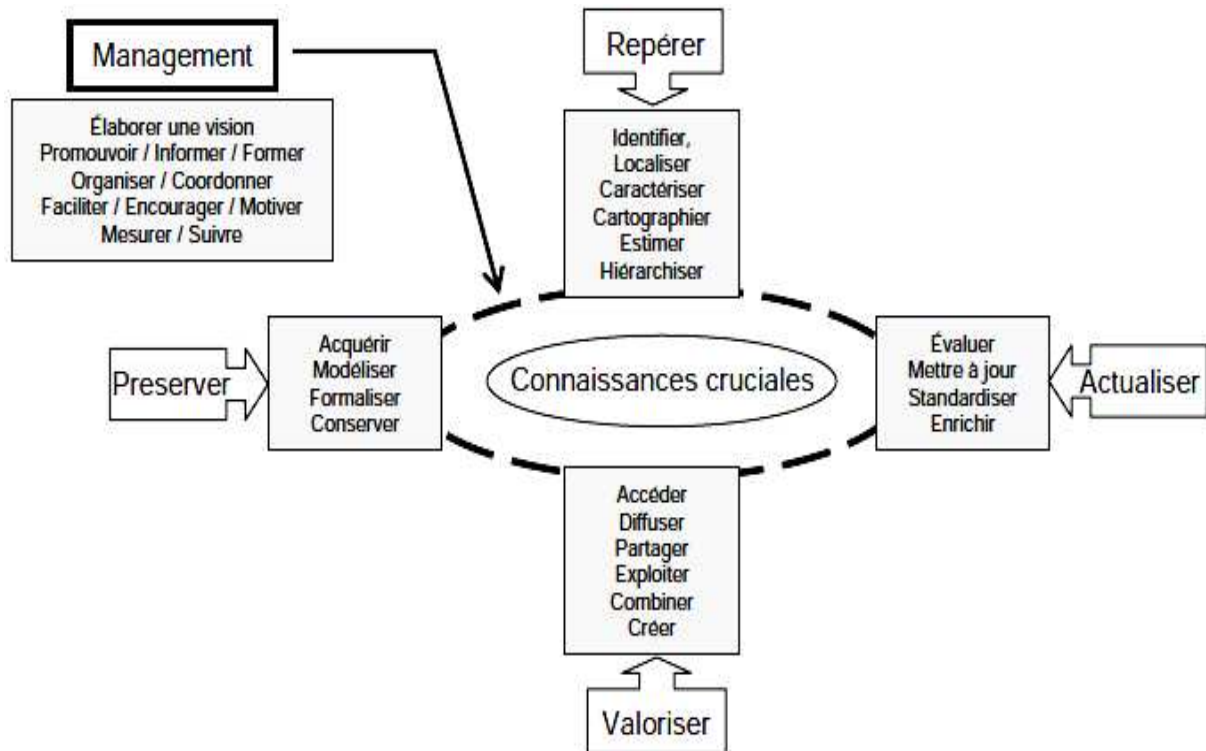 Management
Élaborer une vision
Promouvoir / Informer / Former
Organiser / Coordonner
Faciliter / Encourager / Motiver
Mesurer / Suivre
Repérer
Identifier,
Localiser
Caractériser
Cartographier
Estimer
Hiérarchiser
Preserver
Acquérir
Modéliser
Formaliser
Conserver
Connaissances cruciales
Évaluer
Mettre à jour
Standardiser
Enrichir
Actualiser
Accéder
Diffuser
Partager
Exploiter
Combiner
Créer
Valoriser